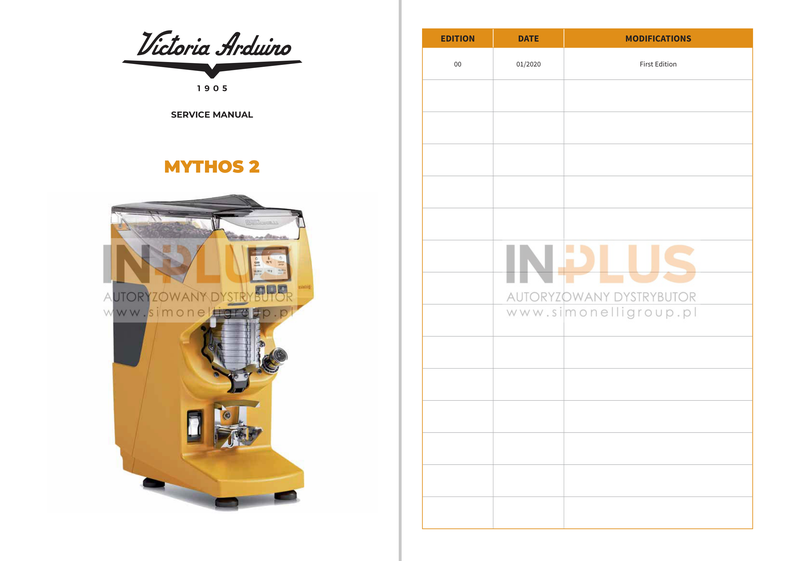 Victoria Arduino
1905
SERVICE MANUAL
MYTHOS 2
INPLUS
AUTORYZOWANY DYSTRYBUTOR
www.simonelligroup.pl
EDITION DATE MODIFICATIONS
00 01/2020 First Edition
INPLUS
AUTORYZOWANY DYSTRYBUTOR
www.simonelligroup.pl